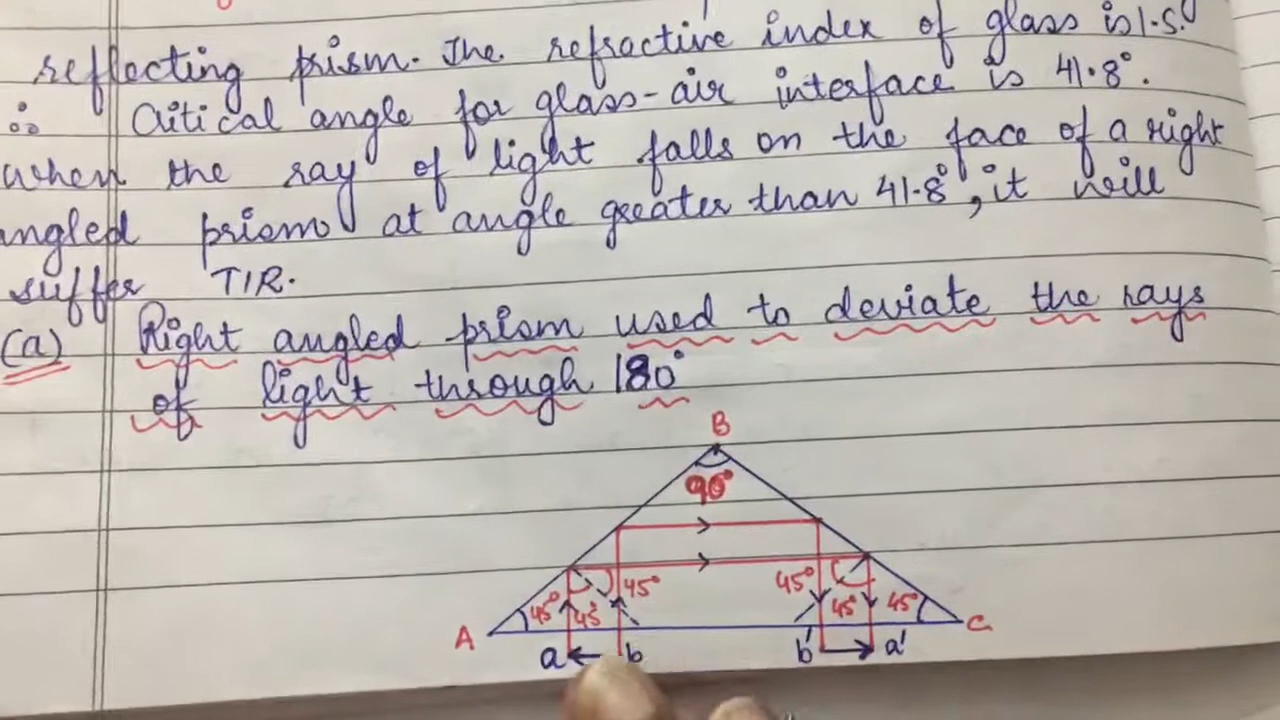 reflecting prism. The refractive index of glass is 1.5.
∴ Critical angle for glass-air interface is 41.8°.
When the ray of light falls on the face of a right
angled prism at angle greater than 41.8°, it will
suffer TIR.
(a) Right angled prism used to deviate the rays
of light through 180°
B
90°
45° 45° 45° 45° 45° 45°
A C
a b b' a'